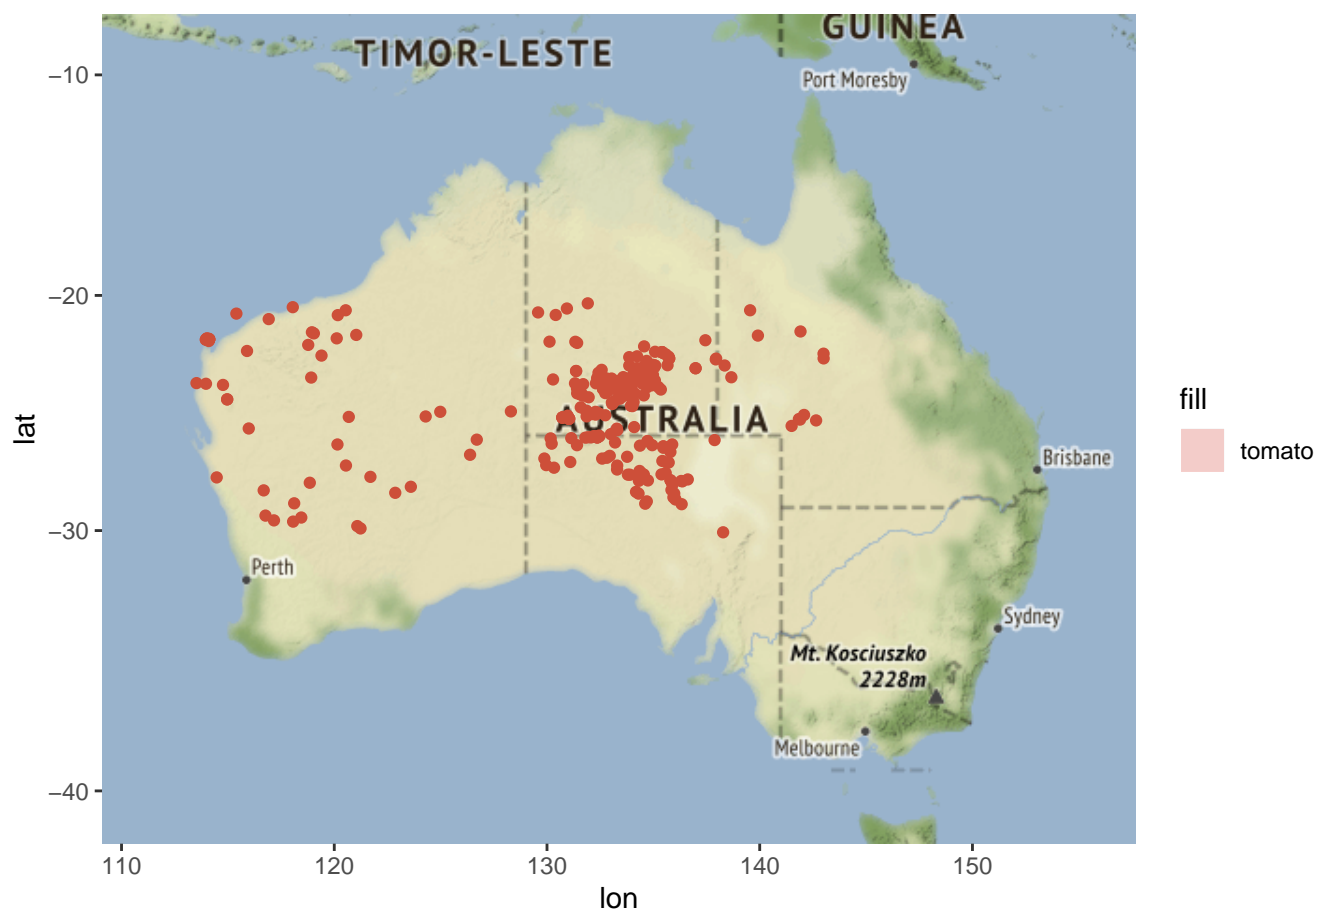 GUINEA
TIMOR-LESTE
Port Moresby
−10
−20
AUSTRALIA
Brisbane
−30
Perth
Sydney
Mt. Kosciuszko
2228m
Melbourne
−40
110
120
130
140
150
lon
lat
fill
tomato